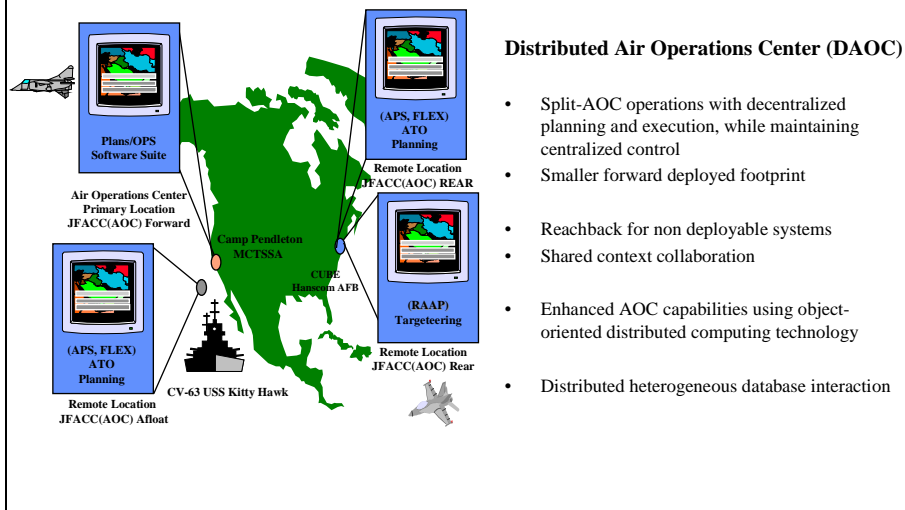 Plans/OPS
Software Suite
Air Operations Center
Primary Location
JFACC(AOC) Forward
(APS, FLEX)
ATO
Planning
Remote Location
JFACC(AOC) REAR
Camp Pendleton
MCTSSA
CUBE
Hanscom AFB
(APS, FLEX)
ATO
Planning
Remote Location
JFACC(AOC) Afloat
CV-63 USS Kitty Hawk
(RAAP)
Targeteering
Remote Location
JFACC(AOC) Rear
Distributed Air Operations Center (DAOC)
• Split-AOC operations with decentralized
planning and execution, while maintaining
centralized control
• Smaller forward deployed footprint
• Reachback for non deployable systems
• Shared context collaboration
• Enhanced AOC capabilities using object-
oriented distributed computing technology
• Distributed heterogeneous database interaction